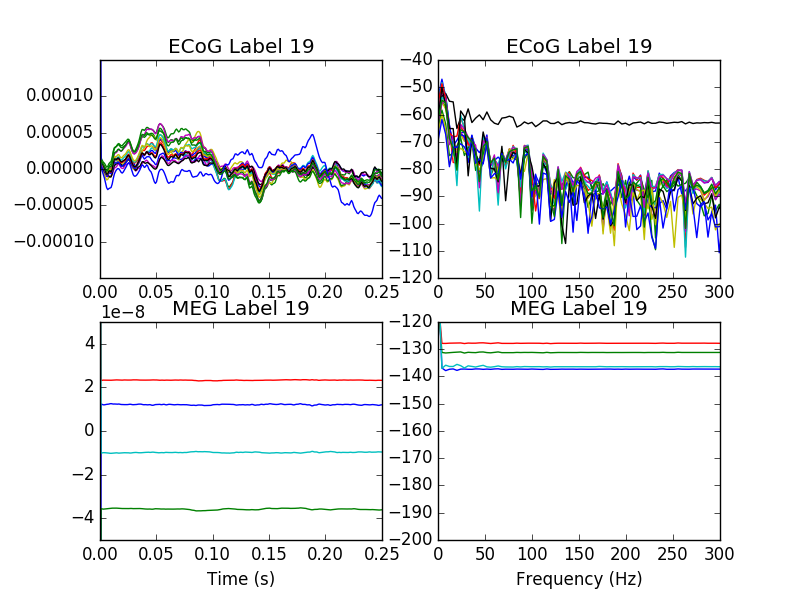 ECoG Label 19
ECoG Label 19
0.00010
0.00005
0.00000
−0.00005
−0.00010
0.00 0.05 0.10 0.15 0.20 0.25
−40
−50
−60
−70
−80
−90
−100
−110
−120
0 50 100 150 200 250 300
1e−8
MEG Label 19
MEG Label 19
4
2
0
−2
−4
0.00 0.05 0.10 0.15 0.20 0.25
Time (s)
−120
−130
−140
−150
−160
−170
−180
−190
−200
0 50 100 150 200 250 300
Frequency (Hz)